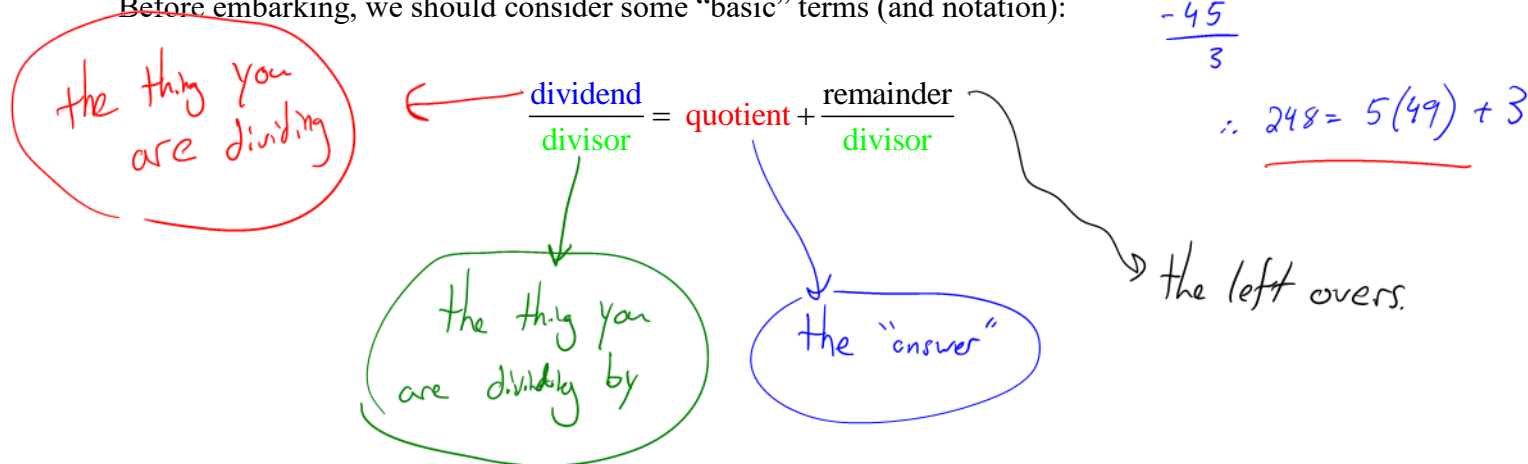 Before embarking, we should consider some “basic” terms (and notation):
- 45
3
∴ 248 = 5(49) + 3
dividend
divisor
= quotient +
remainder
divisor
the thing you
are dividing
the thing you
are dividing by
the "answer"
the left overs.